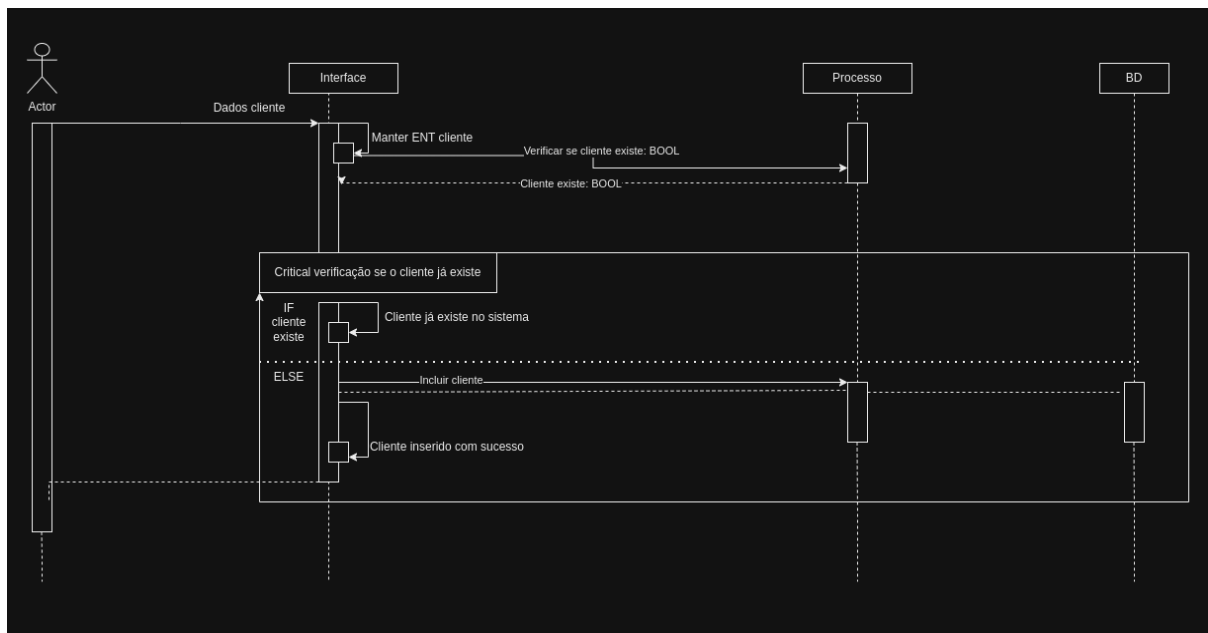 Interface
Processo
BD
Actor
Dados cliente
Manter ENT cliente
Verificar se cliente existe: BOOL
Cliente existe: BOOL
Critical verificação se o cliente já existe
IF
cliente
existe
Cliente já existe no sistema
ELSE
Incluir cliente
Cliente inserido com sucesso